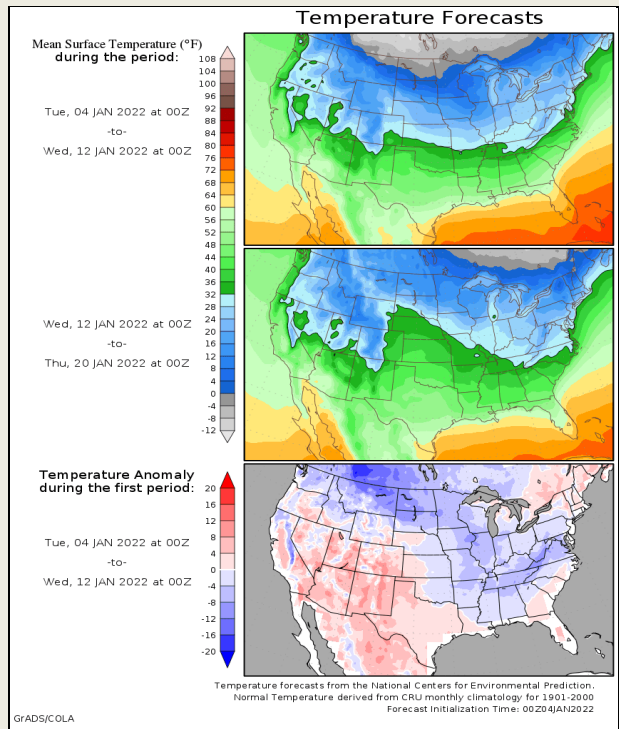 Temperature Forecasts
Mean Surface Temperature (°F)
during the period:
Tue, 04 JAN 2022 at 00Z
-to-
Wed, 12 JAN 2022 at 00Z
108
104
100
96
92
88
84
80
76
72
68
64
60
56
52
48
44
40
36
32
28
24
20
16
12
8
4
0
-4
-8
-12
Wed, 12 JAN 2022 at 00Z
-to-
Thu, 20 JAN 2022 at 00Z
Temperature Anomaly
during the first period:
Tue, 04 JAN 2022 at 00Z
-to-
Wed, 12 JAN 2022 at 00Z
20
16
12
8
4
0
-4
-8
-12
-16
-20
Temperature forecasts from the National Centers for Environmental Prediction.
Normal Temperature derived from CRU monthly climatology for 1901-2000
Forecast Initialization Time: 00Z04JAN2022
GrADS/COLA